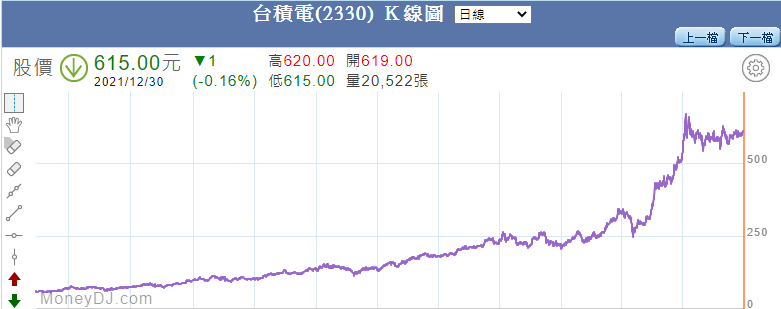 台積電(2330) K線圖 日線
上一檔 下一檔
股價 615.00元 ▼1 高620.00 開619.00
2021/12/30 (-0.16%) 低615.00 量20,522張
500
250
0
MoneyDJ.com